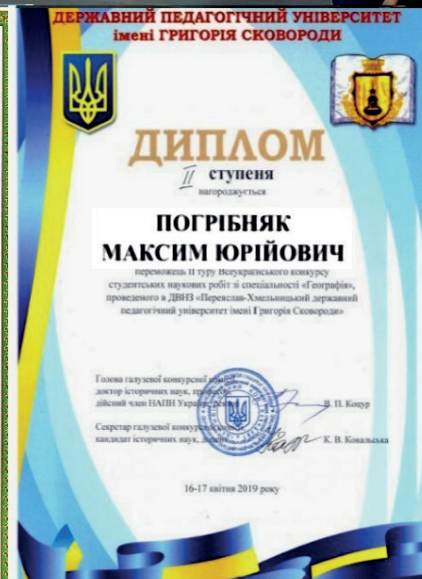 ДЕРЖАВНИЙ ПЕДАГОГІЧНИЙ УНІВЕРСИТЕТ
імені ГРИГОРІЯ СКОВОРОДИ
ДИПЛОМ
II ступеня
нагороджується
ПОГРІБНЯК
МАКСИМ ЮРІЙОВИЧ
переможець II туру Всеукраїнського конкурсу
студентських наукових робіт зі спеціальності «Географія»,
проведеного в ДВНЗ «Переяслав-Хмельницький державний
педагогічний університет імені Григорія Сковороди»
Голова галузевої конкурсної
доктор історичних наук,
дійсний член НАПН України,
В. П. Коцур
Секретар галузевої конкурсної
кандидат історичних наук,
К. В. Ковальська
16-17 квітня 2019 року